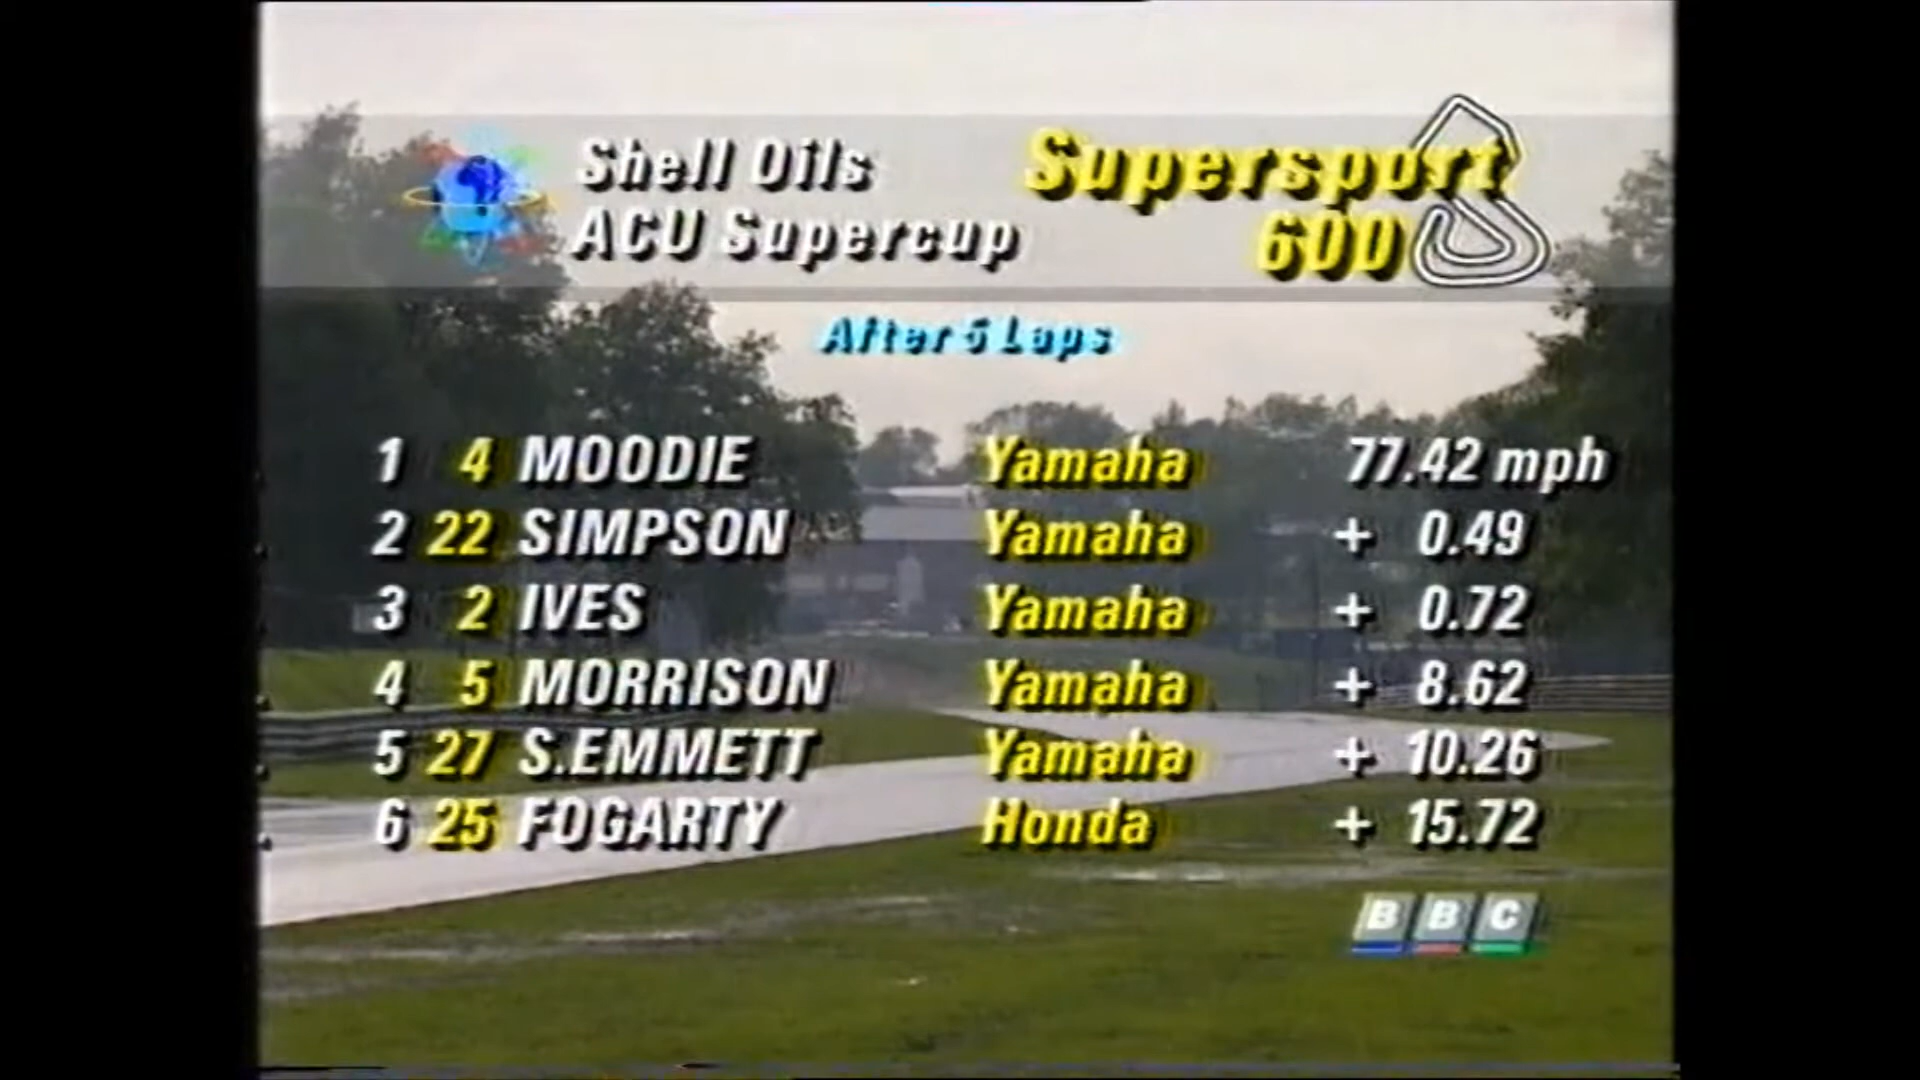 Shell Oils
ACU Supercup
Supersport
600
After 5 Laps
1 4 MOODIE Yamaha 77.42 mph
2 22 SIMPSON Yamaha + 0.49
3 2 IVES Yamaha + 0.72
4 5 MORRISON Yamaha + 8.62
5 27 S.EMMETT Yamaha + 10.26
6 25 FOGARTY Honda + 15.72
BBC